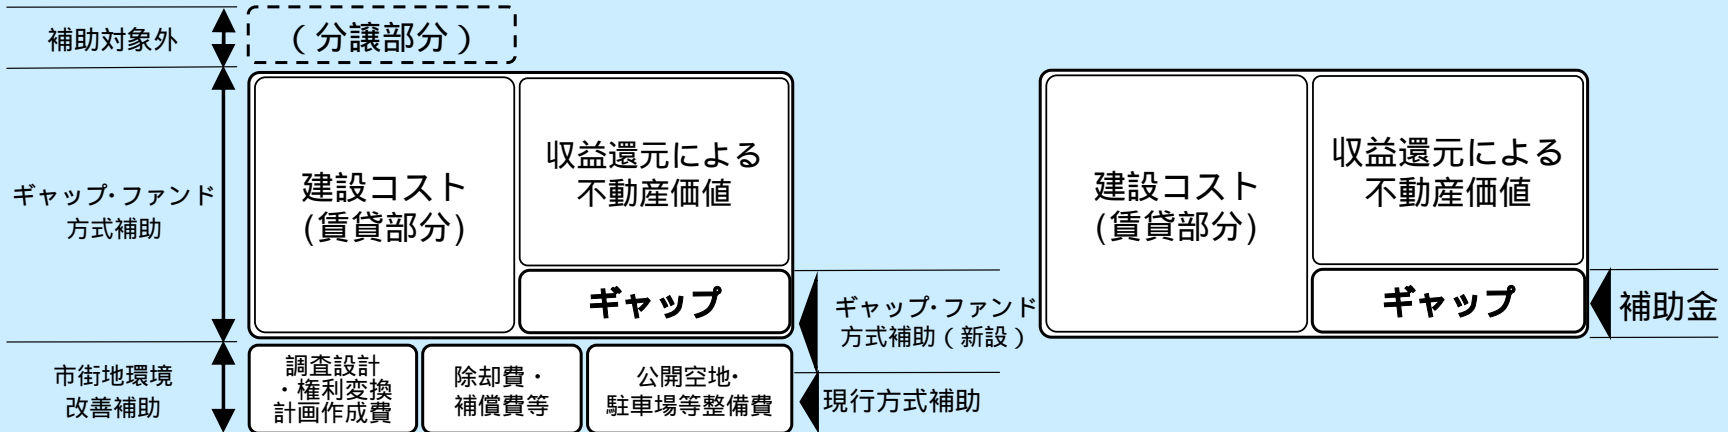 補助対象外
（分譲部分）
ギャップ・ファンド
方式補助
建設コスト
(賃貸部分)
収益還元による
不動産価値
ギャップ
ギャップ・ファンド
方式補助（新設）
市街地環境
改善補助
調査設計
・権利変換
計画作成費
除却費・
補償費等
公開空地・
駐車場等整備費
現行方式補助
建設コスト
(賃貸部分)
収益還元による
不動産価値
ギャップ
補助金